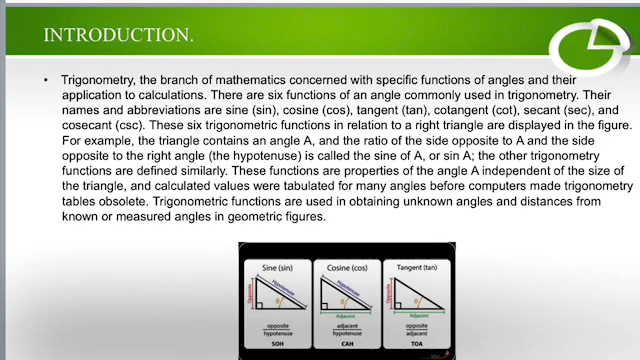 INTRODUCTION.
• Trigonometry, the branch of mathematics concerned with specific functions of angles and their
application to calculations. There are six functions of an angle commonly used in trigonometry. Their
names and abbreviations are sine (sin), cosine (cos), tangent (tan), cotangent (cot), secant (sec), and
cosecant (csc). These six trigonometric functions in relation to a right triangle are displayed in the figure.
For example, the triangle contains an angle A, and the ratio of the side opposite to A and the side
opposite to the right angle (the hypotenuse) is called the sine of A, or sin A; the other trigonometry
functions are defined similarly. These functions are properties of the angle A independent of the size of
the triangle, and calculated values were tabulated for many angles before computers made trigonometry
tables obsolete. Trigonometric functions are used in obtaining unknown angles and distances from
known or measured angles in geometric figures.
Sine (sin)
Opposite
Hypotenuse
θ
opposite
hypotenuse
SOH
Cosine (cos)
Hypotenuse
θ
Adjacent
adjacent
hypotenuse
CAH
Tangent (tan)
Opposite
θ
Adjacent
opposite
adjacent
TOA